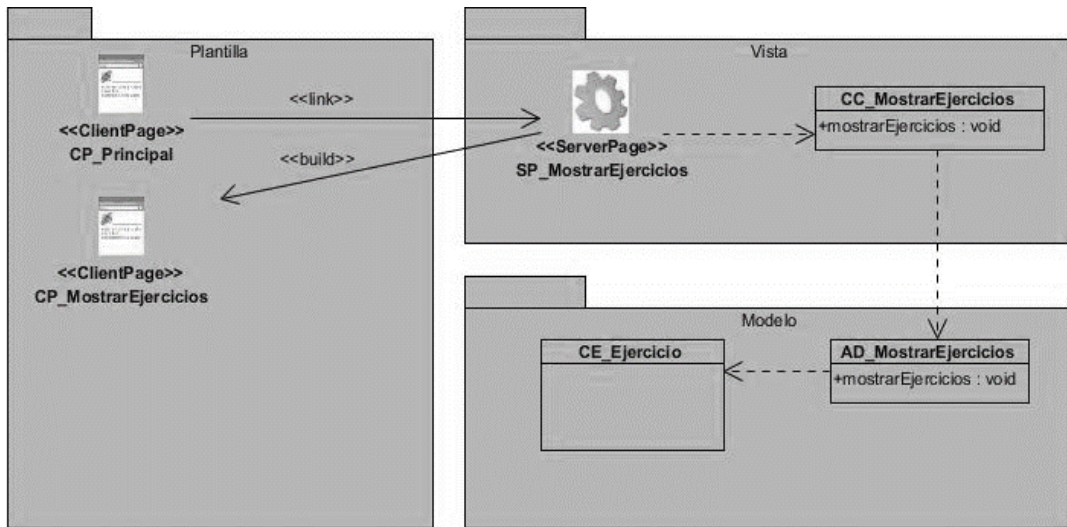 Plantilla
<<ClientPage>>
CP_Principal
<<link>>
<<build>>
<<ClientPage>>
CP_MostrarEjercicios
Vista
<<ServerPage>>
SP_MostrarEjercicios
CC_MostrarEjercicios
+mostrarEjercicios : void
Modelo
CE_Ejercicio
AD_MostrarEjercicios
+mostrarEjercicios : void